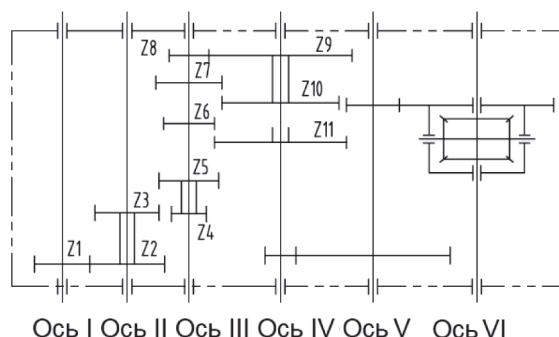 Z8 Z9
Z7
Z10
Z6
Z11
Z5
Z3
Z4
Z1 Z2
Ось I Ось II Ось III Ось IV Ось V Ось VI